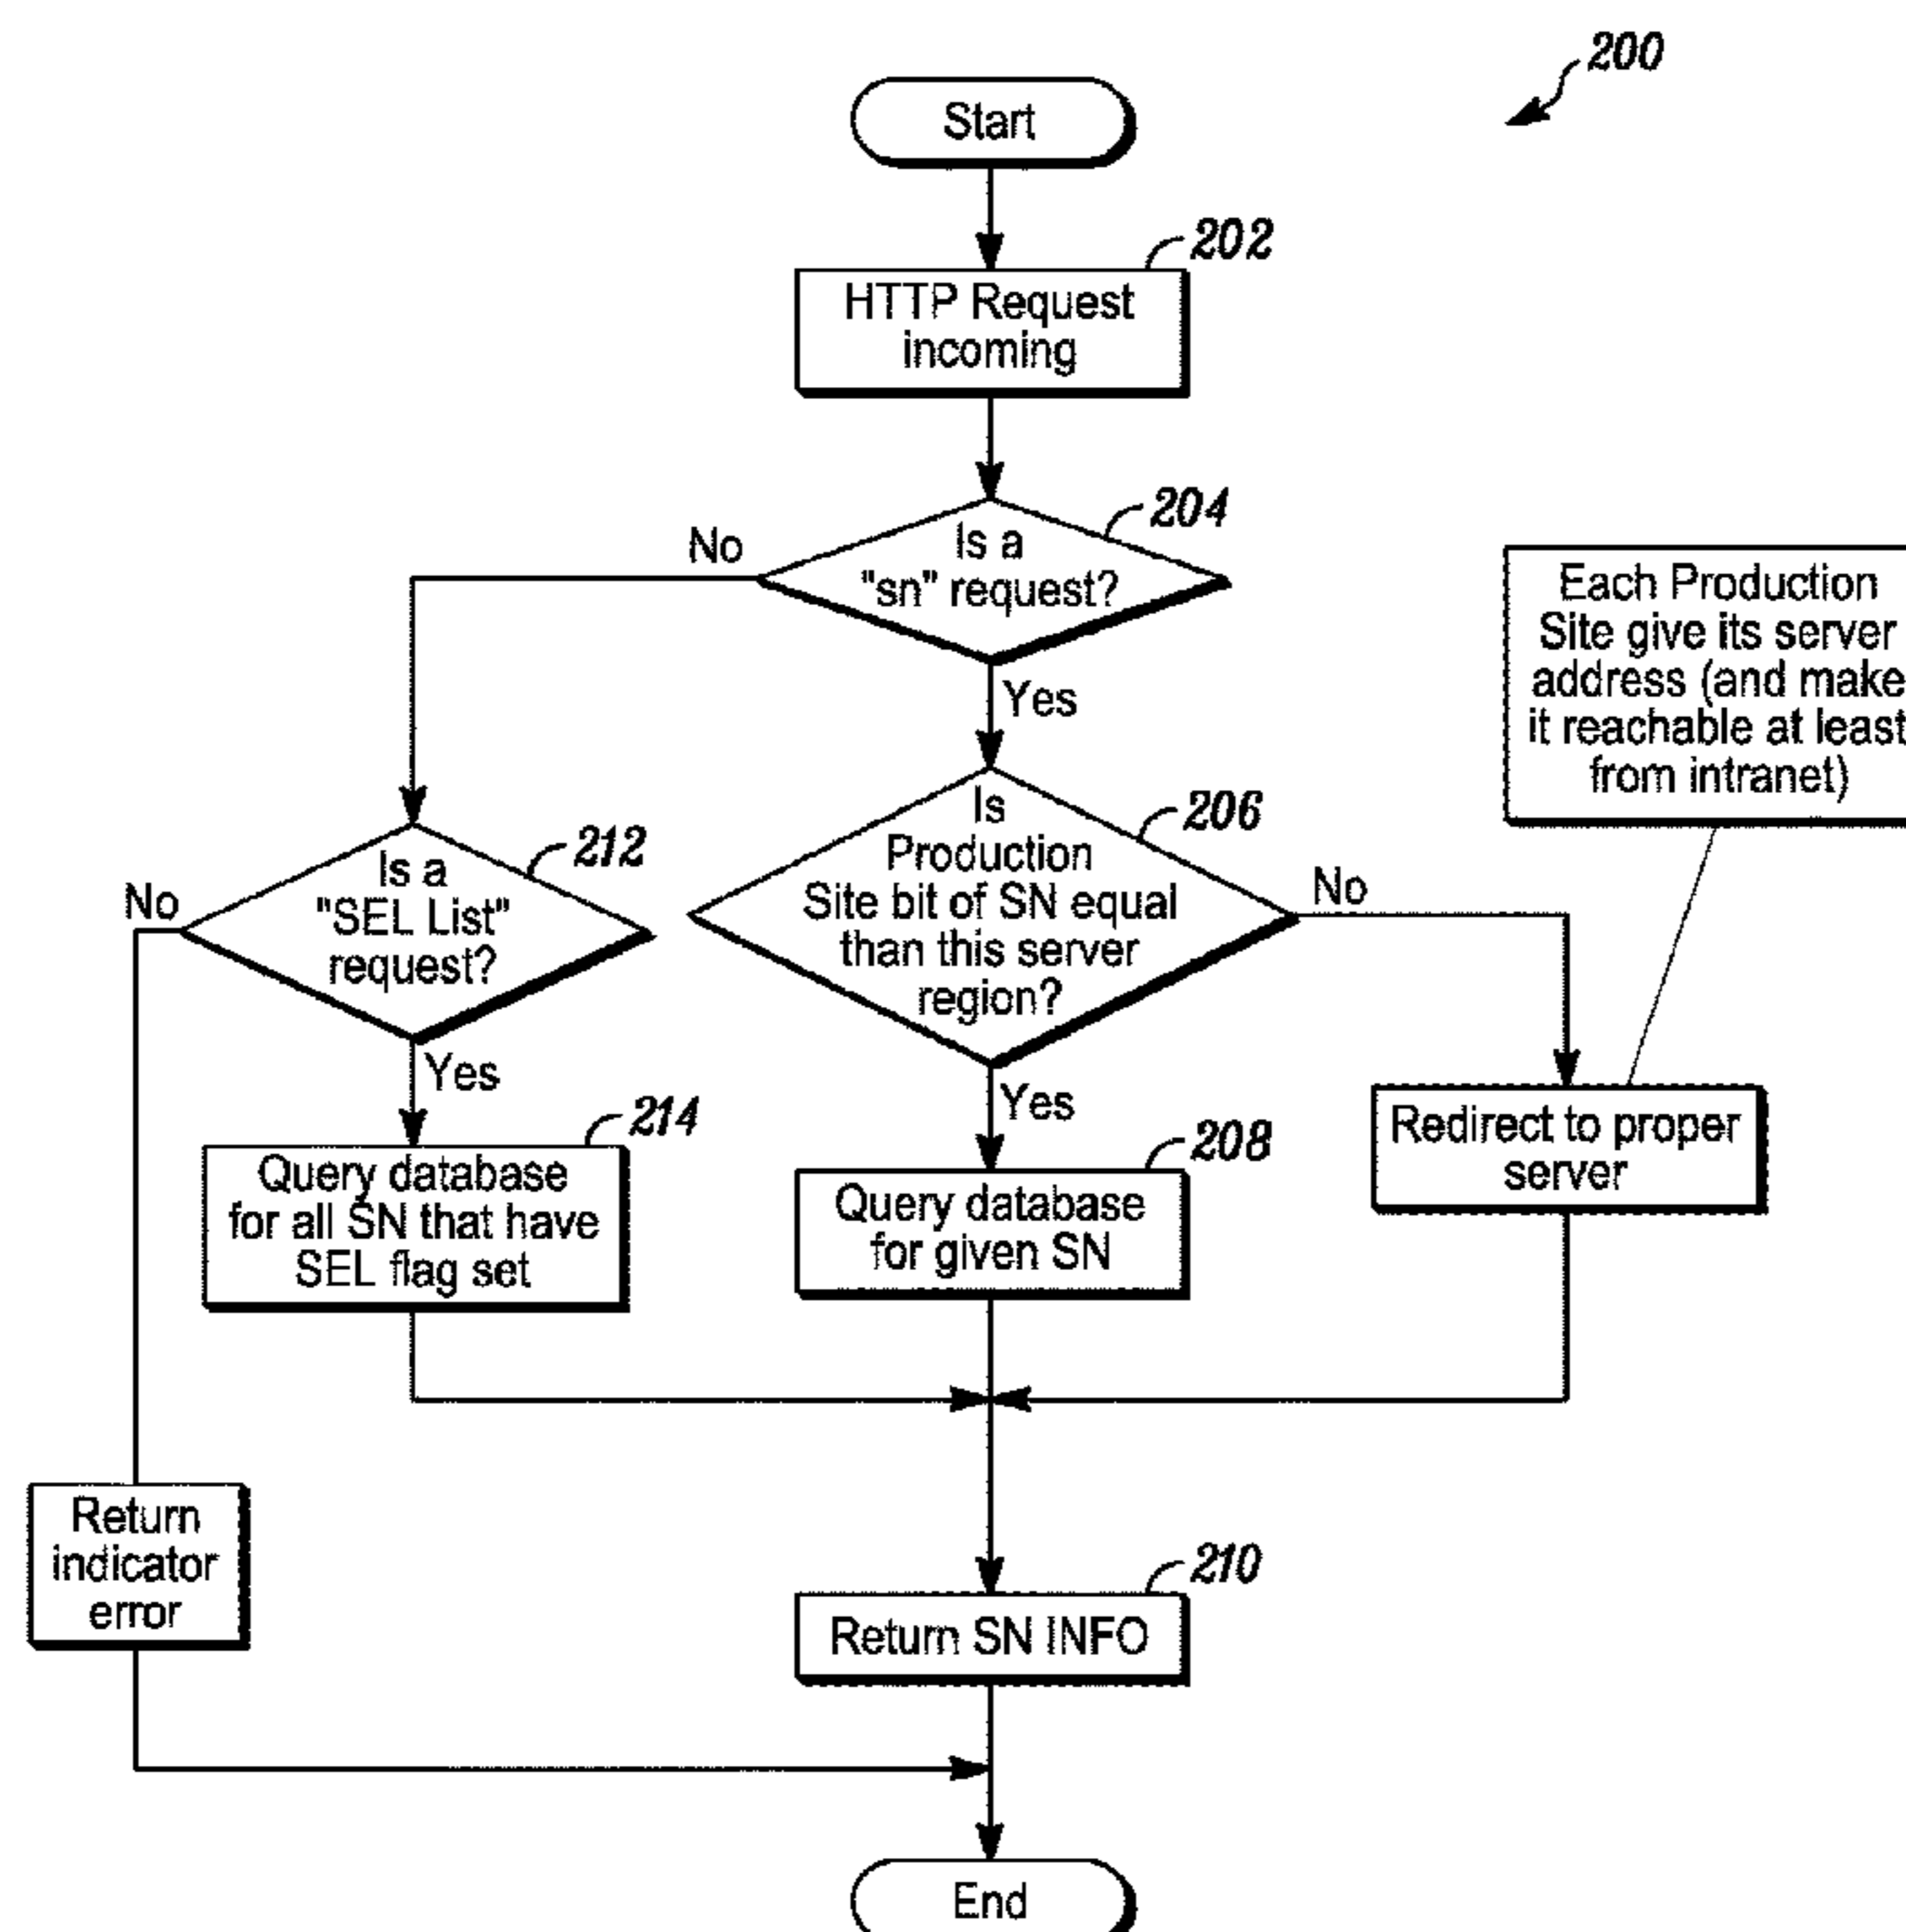 200
Start
202
HTTP Request
incoming
204
Is a
"sn" request?
No
Yes
Each Production
Site give its server
address (and make
it reachable at least
from intranet)
206
Is
Production
Site bit of SN equal
than this server
region?
No
Yes
212
Is a
"SEL List"
request?
No
Yes
214
Query database
for all SN that have
SEL flag set
208
Query database
for given SN
Redirect to proper
server
Return
indicator
error
210
Return SN INFO
End